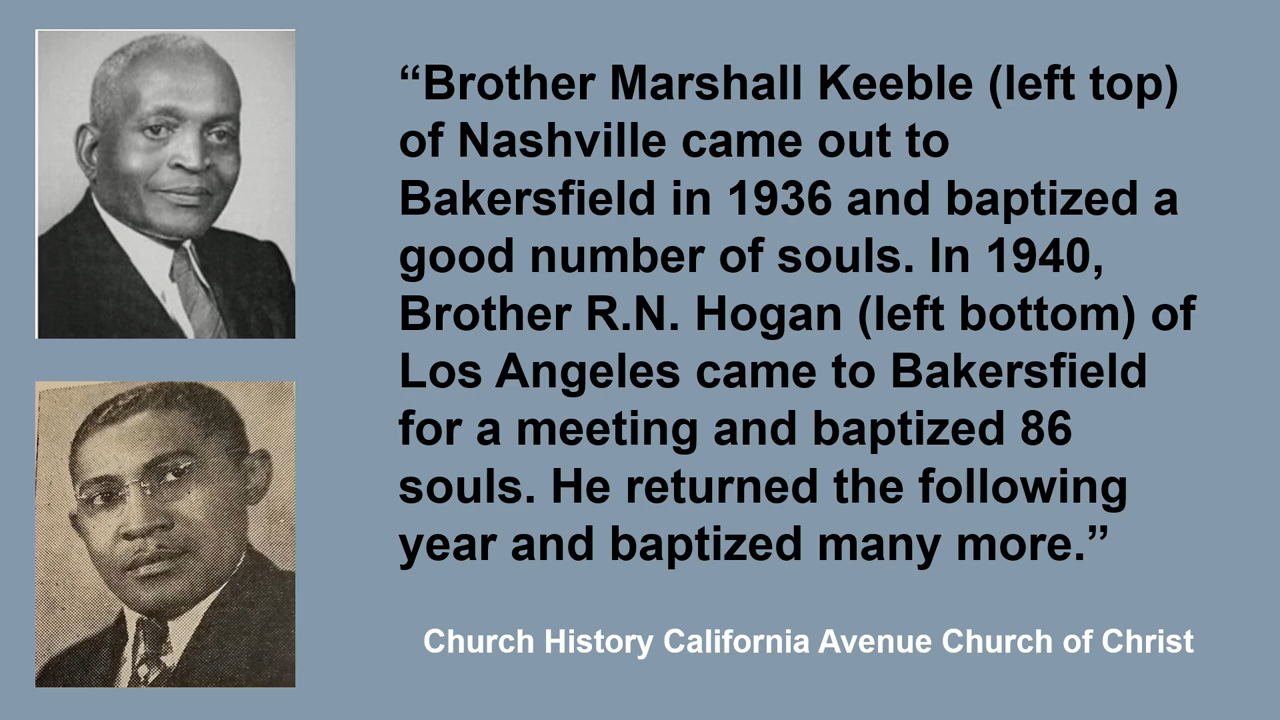 “Brother Marshall Keeble (left top)
of Nashville came out to
Bakersfield in 1936 and baptized a
good number of souls. In 1940,
Brother R.N. Hogan (left bottom) of
Los Angeles came to Bakersfield
for a meeting and baptized 86
souls. He returned the following
year and baptized many more.”
Church History California Avenue Church of Christ